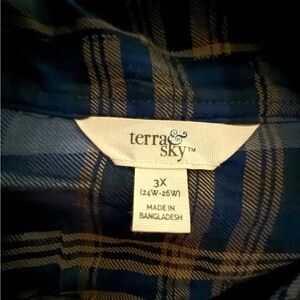 terra&
sky™
3X
(24W-26W)
MADE IN
BANGLADESH